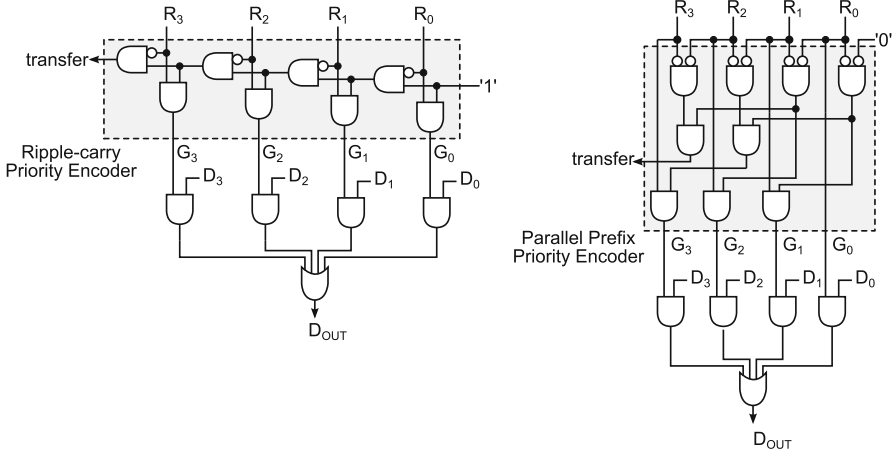 R3 R2 R1 R0
transfer
'1'
Ripple-carry
Priority Encoder
G3 G2 G1 G0
D3 D2 D1 D0
DOUT
R3 R2 R1 R0
'0'
transfer
Parallel Prefix
Priority Encoder
G3 G2 G1 G0
D3 D2 D1 D0
DOUT